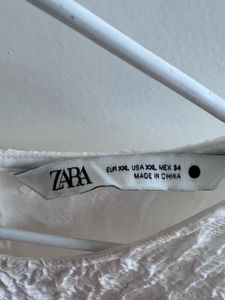 ZARA
EUR XXL USA XXL MEX 34
MADE IN CHINA